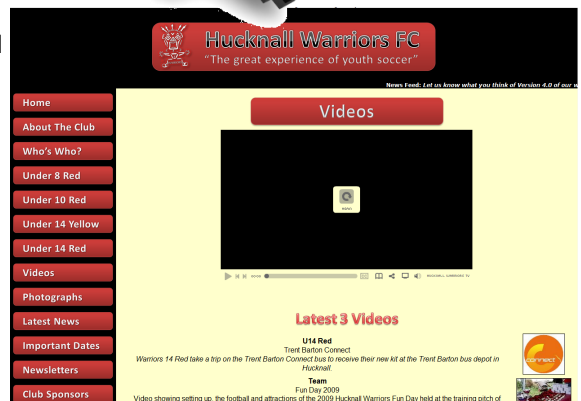 Hucknall Warriors FC
"The great experience of youth soccer"
News Feed: Let us know what you think of Version 4.0 of our w
Home
About The Club
Who's Who?
Under 8 Red
Under 10 Red
Under 14 Yellow
Under 14 Red
Videos
Photographs
Latest News
Important Dates
Newsletters
Club Sponsors
Videos
00:00
Latest 3 Videos
U14 Red
Trent Barton Connect
Warriors 14 Red take a trip on the Trent Barton Connect bus to receive their new kit at the Trent Barton bus depot in
Hucknall.
connect
Team
Fun Day 2009
Video showing setting up, the football and attractions of the 2009 Hucknall Warriors Fun Day held at the training pitch of